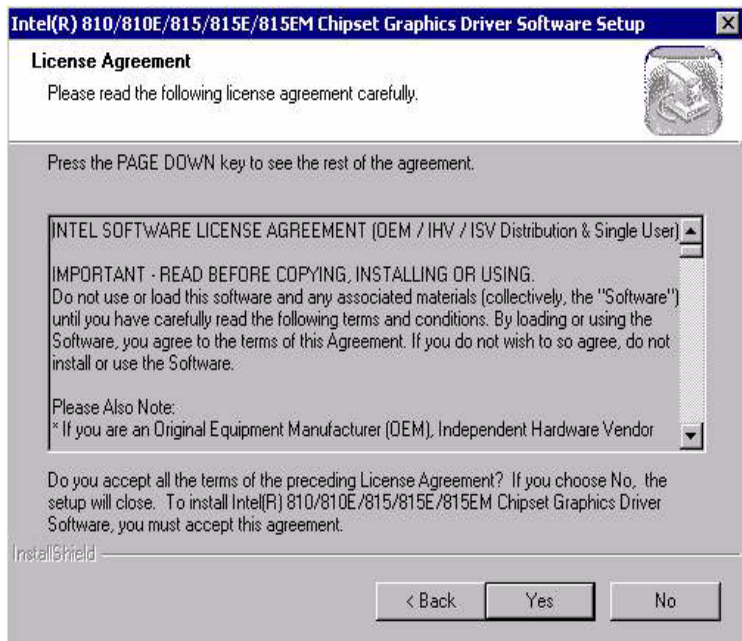 Intel(R) 810/810E/815/815E/815EM Chipset Graphics Driver Software Setup
License Agreement
Please read the following license agreement carefully.
Press the PAGE DOWN key to see the rest of the agreement.
INTEL SOFTWARE LICENSE AGREEMENT (OEM / IHV / ISV Distribution & Single User)
IMPORTANT - READ BEFORE COPYING, INSTALLING OR USING.
Do not use or load this software and any associated materials (collectively, the "Software")
until you have carefully read the following terms and conditions. By loading or using the
Software, you agree to the terms of this Agreement. If you do not wish to so agree, do not
install or use the Software.
Please Also Note:
* If you are an Original Equipment Manufacturer (OEM), Independent Hardware Vendor
Do you accept all the terms of the preceding License Agreement? If you choose No, the
setup will close. To install Intel(R) 810/810E/815/815E/815EM Chipset Graphics Driver
Software, you must accept this agreement.
InstallShield
< Back Yes No